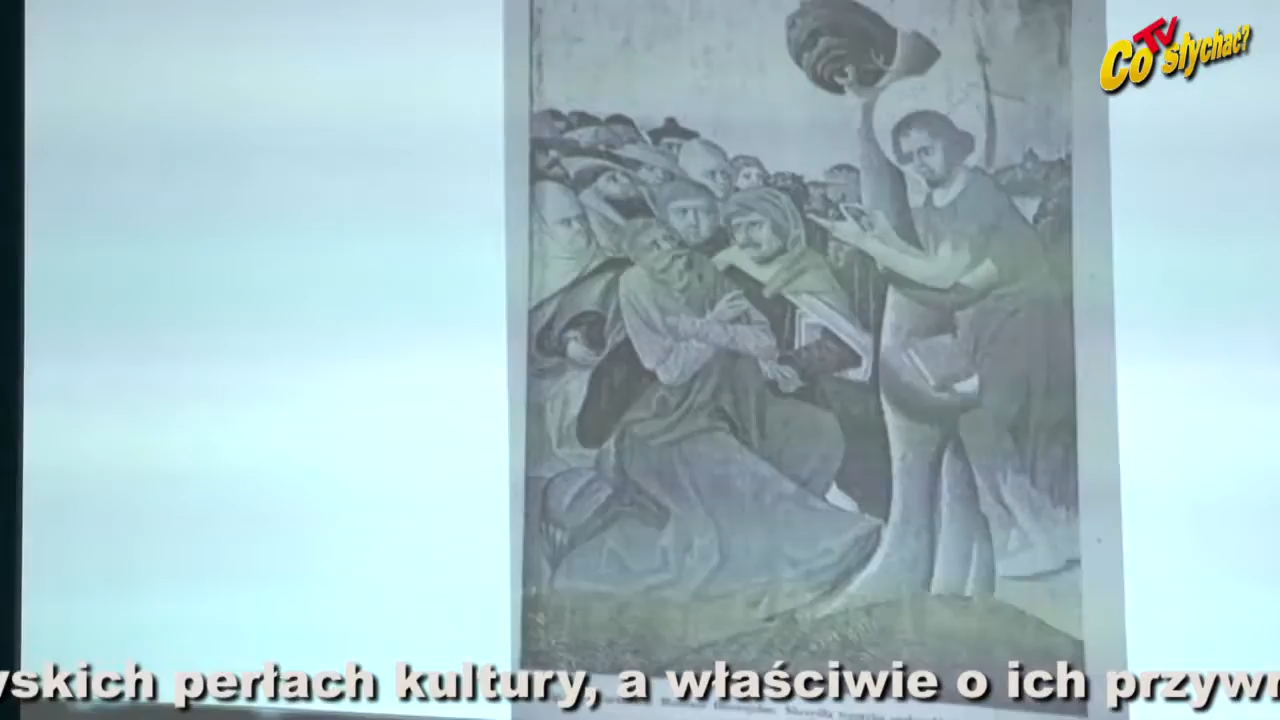 Co TV słychać?
yskich perłach kultury, a właściwie o ich przywr